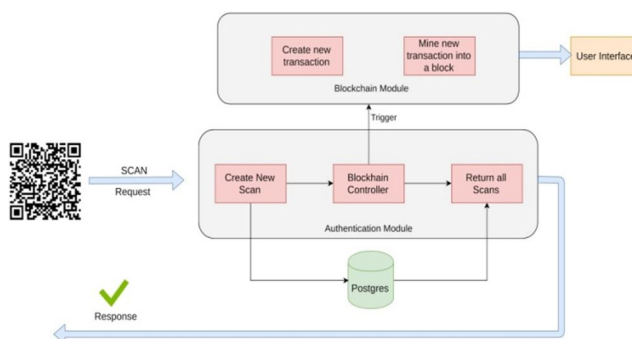 Create new
transaction
Mine new
transaction into
a block
User Interface
Blockchain Module
Trigger
SCAN
Request
Create New
Scan
Blockhain
Controller
Return all
Scans
Authentication Module
Postgres
Response